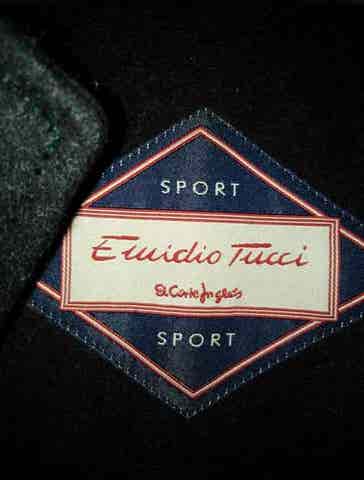 SPORT
Emidio Tucci
El Corte Inglés
SPORT